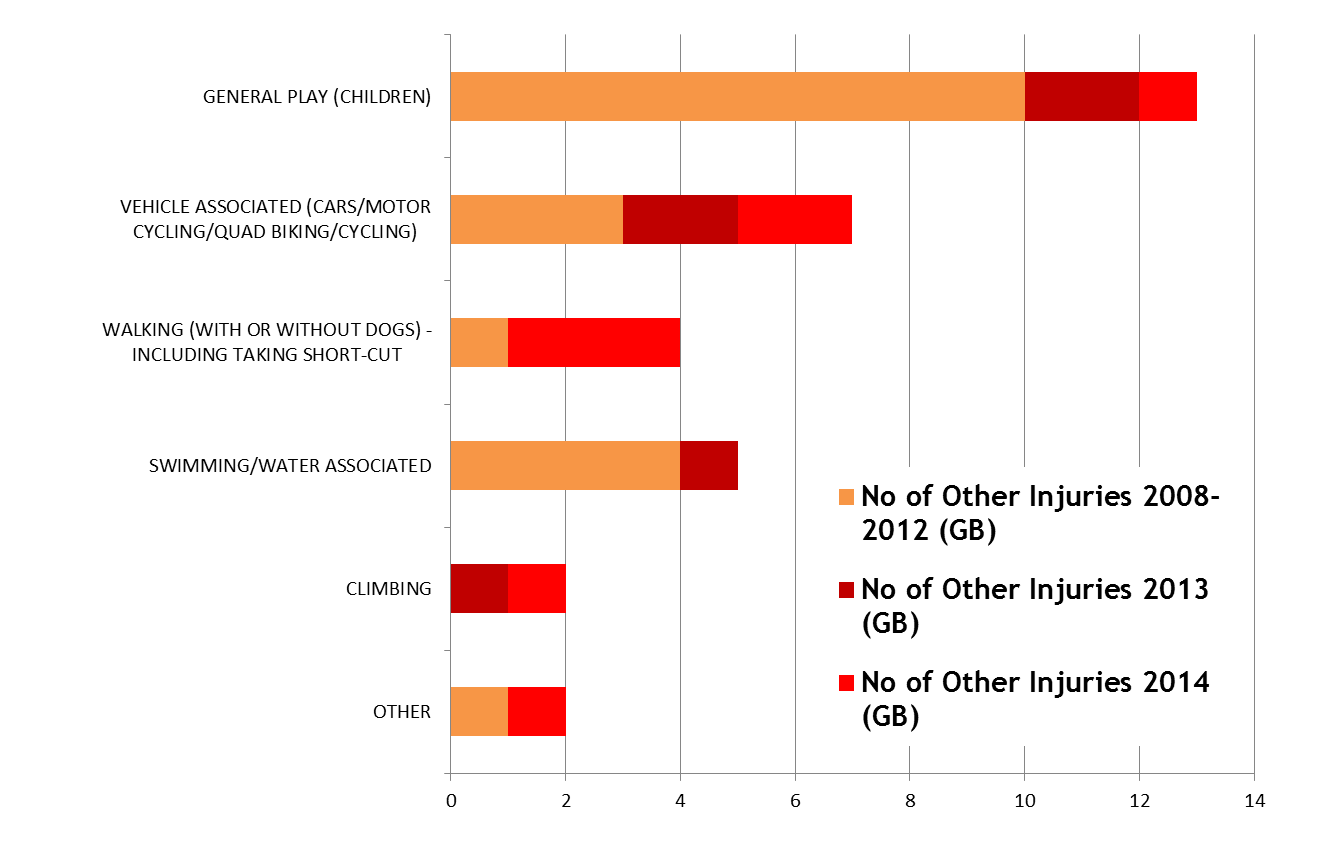 GENERAL PLAY (CHILDREN)
VEHICLE ASSOCIATED (CARS/MOTOR
CYCLING/QUAD BIKING/CYCLING)
WALKING (WITH OR WITHOUT DOGS) -
INCLUDING TAKING SHORT-CUT
SWIMMING/WATER ASSOCIATED
CLIMBING
OTHER
No of Other Injuries 2008-
2012 (GB)
No of Other Injuries 2013
(GB)
No of Other Injuries 2014
(GB)
0 2 4 6 8 10 12 14